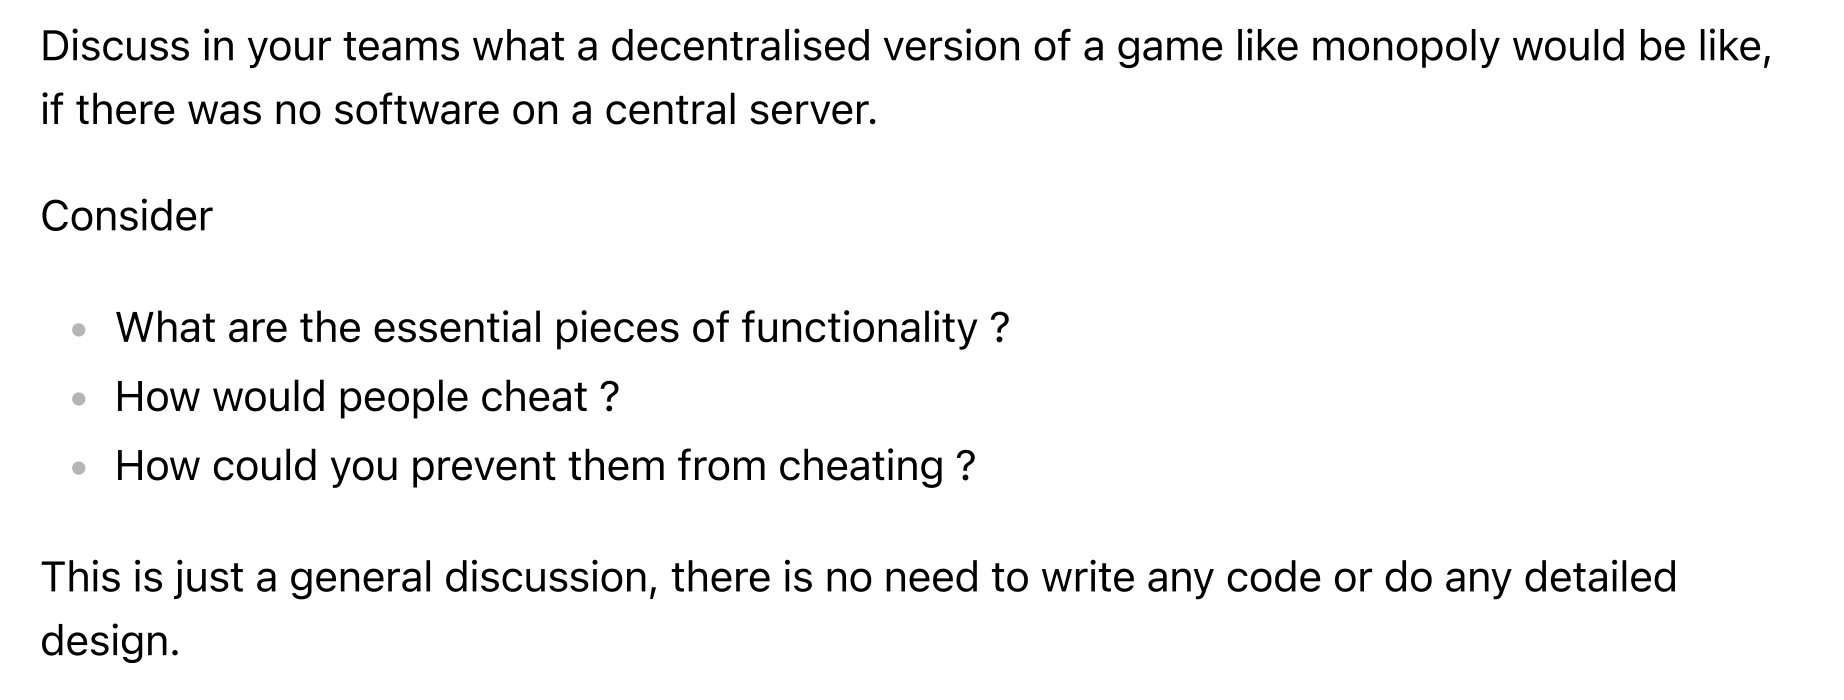 Discuss in your teams what a decentralised version of a game like monopoly would be like,
if there was no software on a central server.
Consider
• What are the essential pieces of functionality ?
• How would people cheat ?
• How could you prevent them from cheating ?
This is just a general discussion, there is no need to write any code or do any detailed
design.